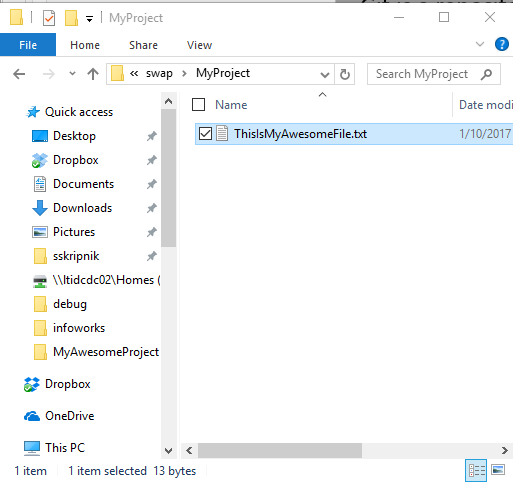 MyProject
File Home Share View
swap MyProject
Search MyProject
Name Date modi
ThisIsMyAwesomeFile.txt 1/10/2017
Quick access
Desktop
Dropbox
Documents
Downloads
Pictures
sskripnik
\\ltidcdc02\Homes (
debug
infoworks
MyAwesomeProject
Dropbox
OneDrive
This PC
1 item 1 item selected 13 bytes